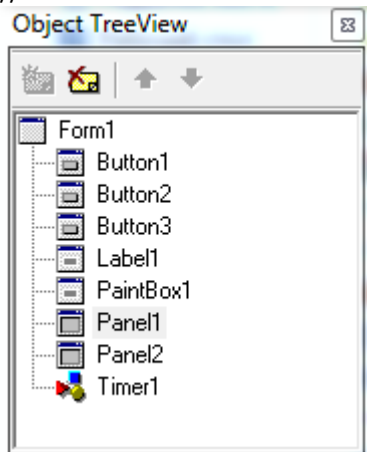 Object TreeView
Form1
Button1
Button2
Button3
Label1
PaintBox1
Panel1
Panel2
Timer1